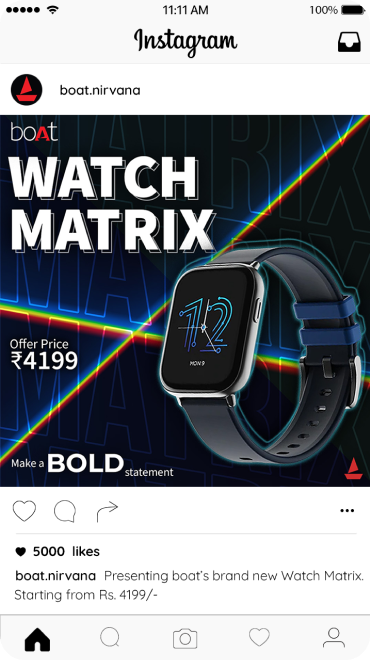 11:11 AM
100%
Instagram
boat.nirvana
boAt
WATCH
MATRIX
12
MON 9
Offer Price
₹4199
Make a BOLD statement
5000 likes
boat.nirvana Presenting boat's brand new Watch Matrix.
Starting from Rs. 4199/-